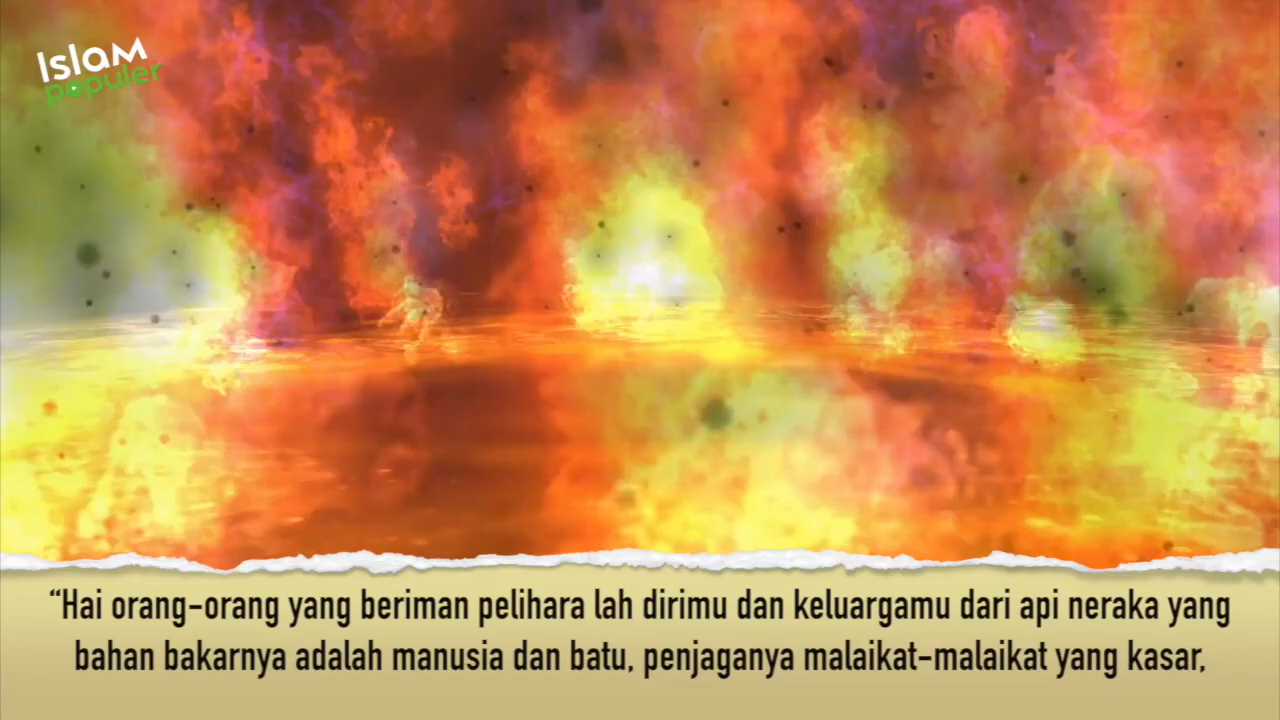 IslaM
populer
“Hai orang-orang yang beriman pelihara lah dirimu dan keluargamu dari api neraka yang
bahan bakarnya adalah manusia dan batu, penjaganya malaikat-malaikat yang kasar,